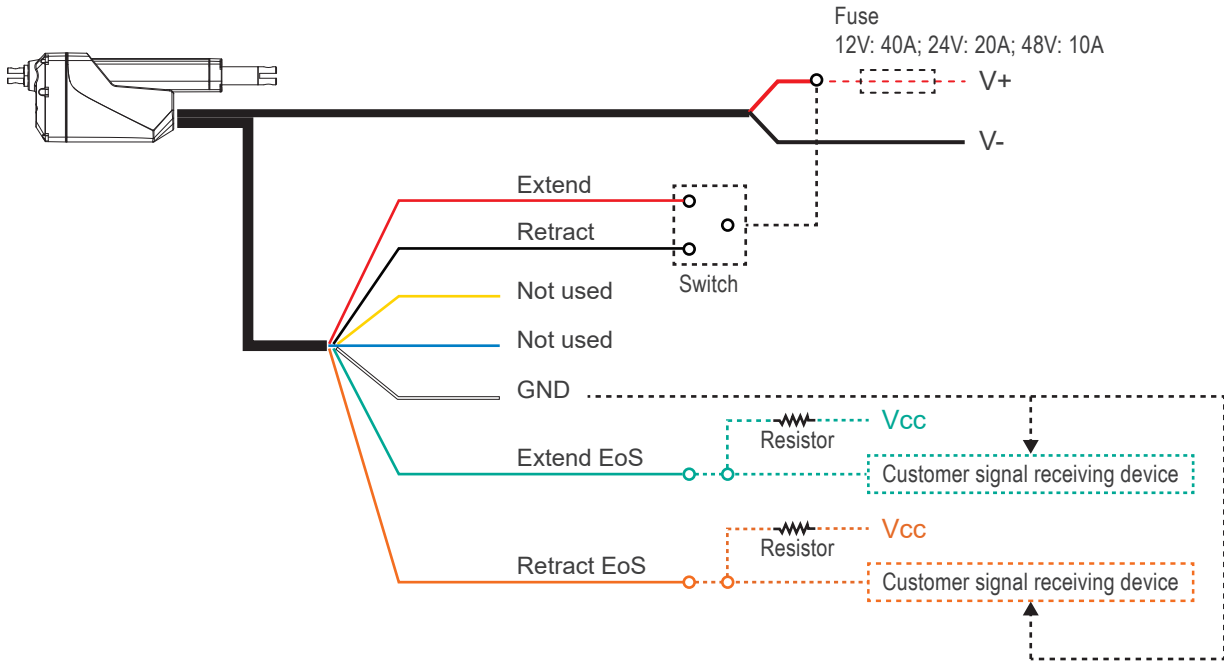 Fuse
12V: 40A; 24V: 20A; 48V: 10A
V+
V-
Extend
Retract
Switch
Not used
Not used
GND
Vcc
Resistor
Extend EoS
Customer signal receiving device
Vcc
Resistor
Retract EoS
Customer signal receiving device